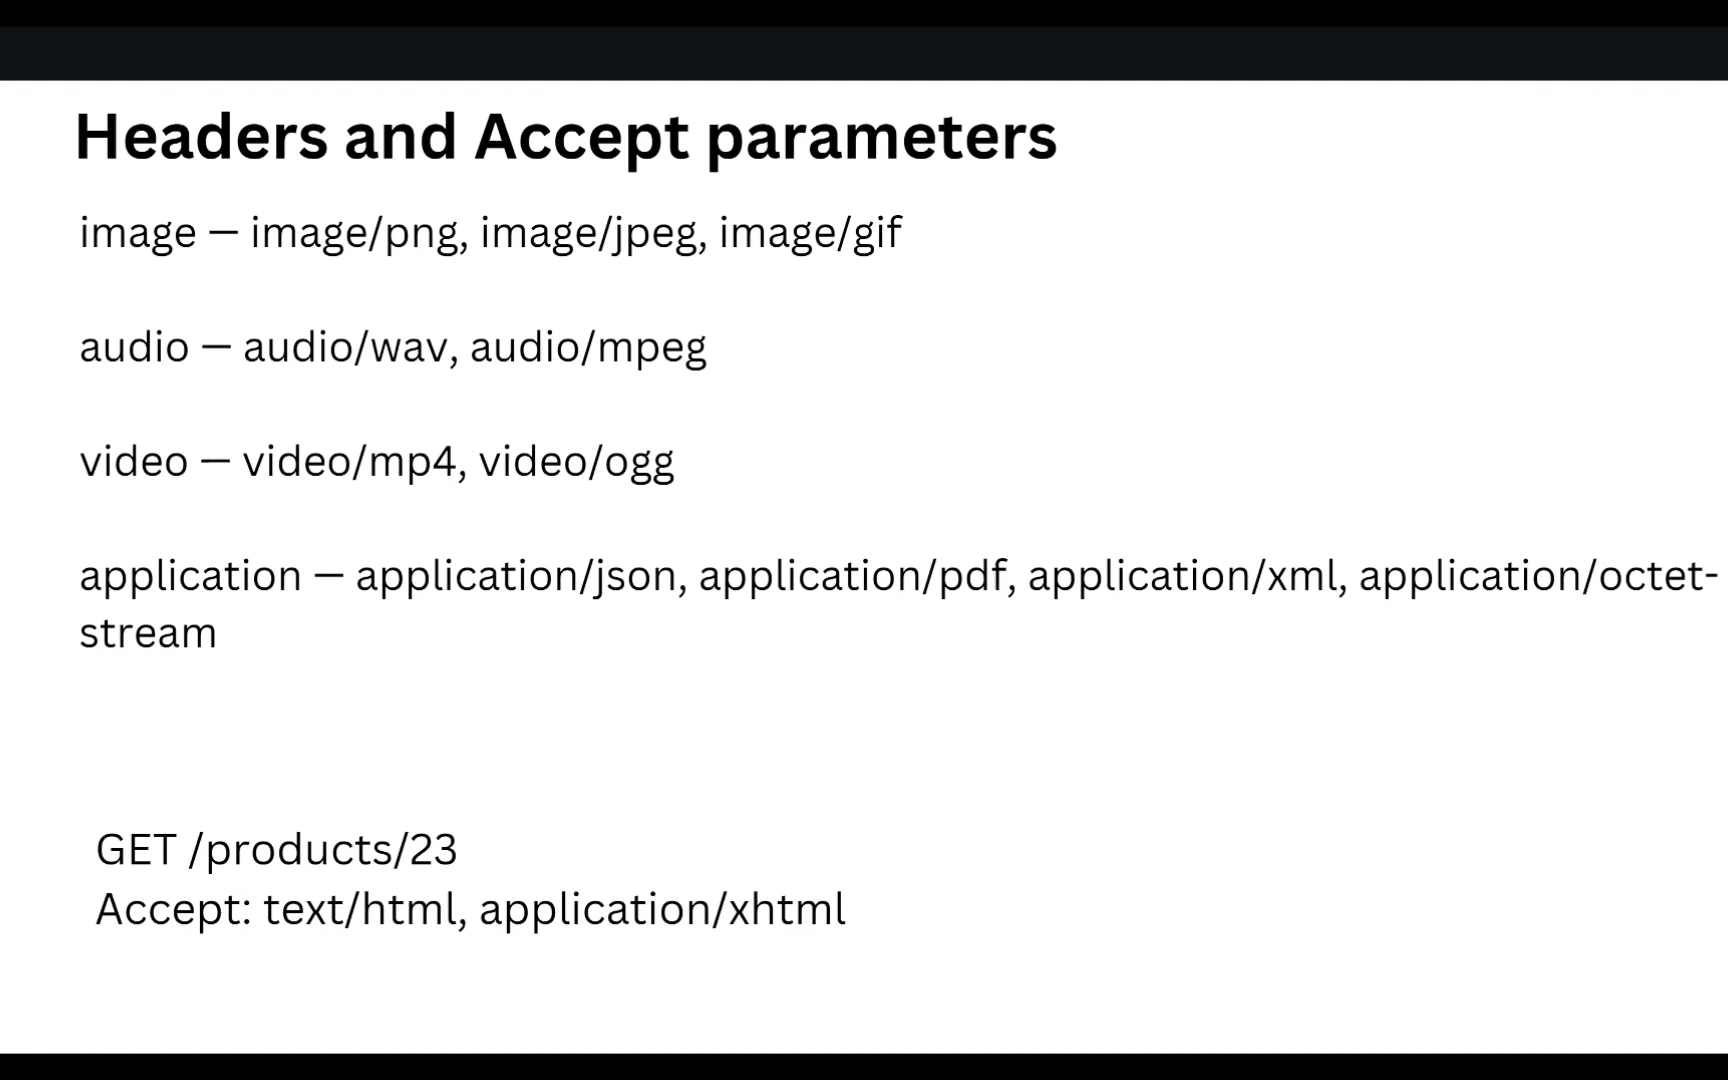 Headers and Accept parameters
image — image/png, image/jpeg, image/gif
audio — audio/wav, audio/mpeg
video — video/mp4, video/ogg
application — application/json, application/pdf, application/xml, application/octet-
stream
GET /products/23
Accept: text/html, application/xhtml